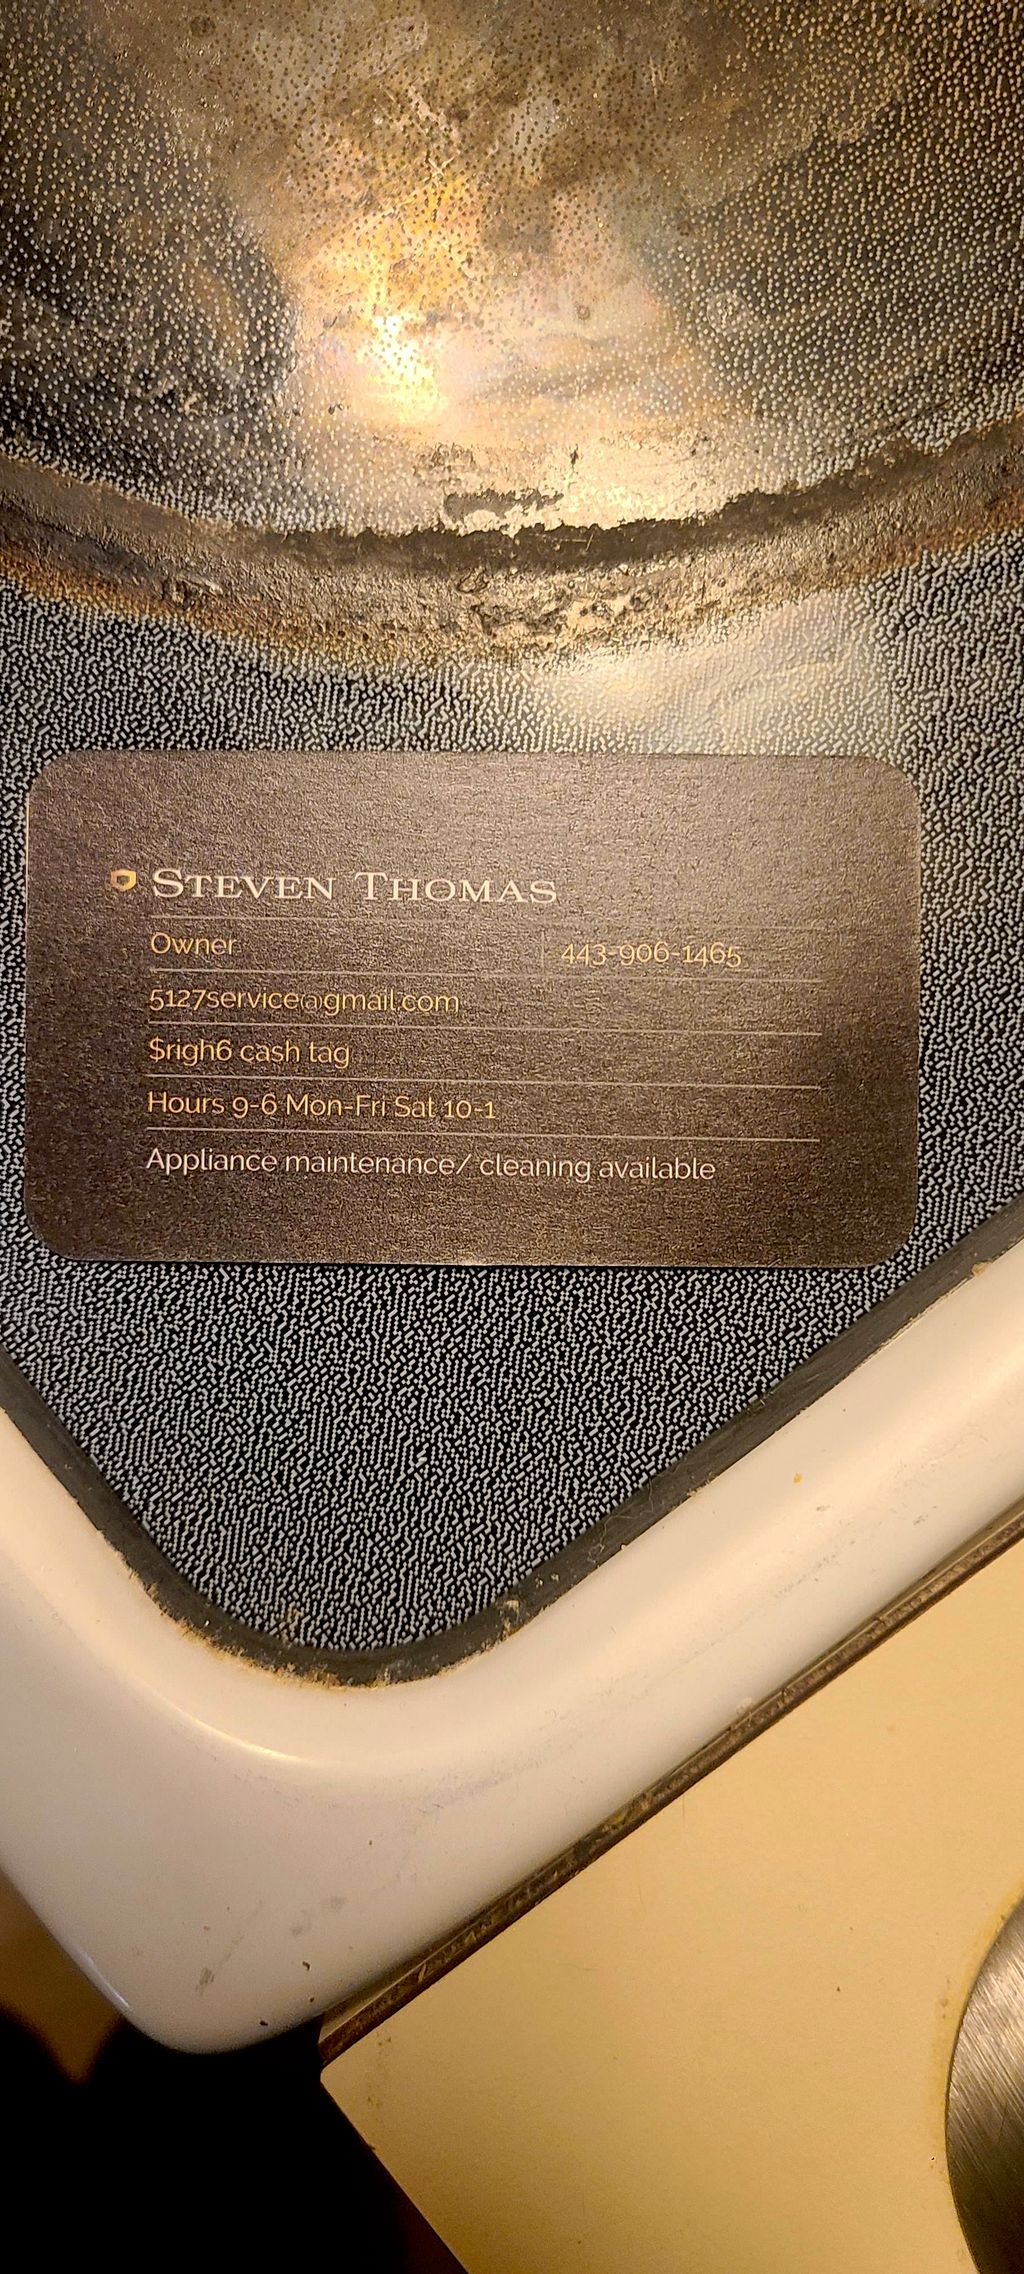 STEVEN THOMAS
Owner 443-906-1465
5127service@gmail.com
$righ6 cash tag
Hours 9-6 Mon-Fri Sat 10-1
Appliance maintenance/ cleaning available